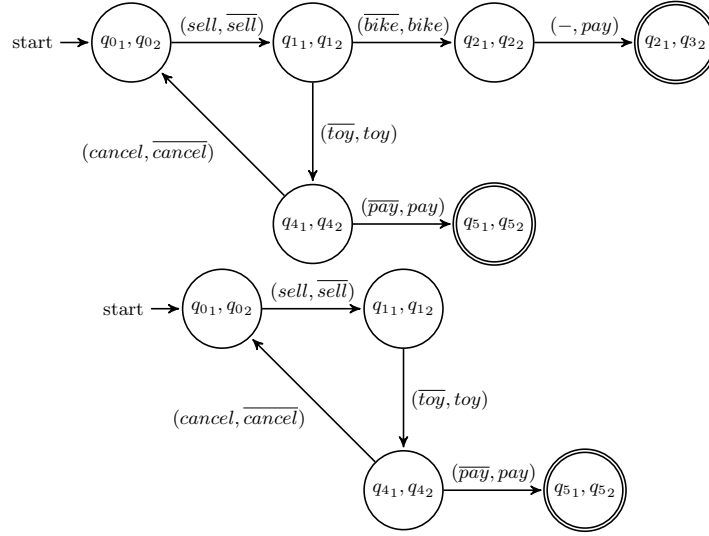 (sell, s̅e̅l̅l̅) (b̅i̅k̅e̅, bike) (−, pay)
start q₀₁, q₀₂ q₁₁, q₁₂ q₂₁, q₂₂ q₂₁, q₃₂
(cancel, c̅a̅n̅c̅e̅l̅) (t̅o̅y̅, toy)
(p̅a̅y̅, pay)
q₄₁, q₄₂ q₅₁, q₅₂
(sell, s̅e̅l̅l̅)
start q₀₁, q₀₂ q₁₁, q₁₂
(t̅o̅y̅, toy)
(cancel, c̅a̅n̅c̅e̅l̅)
(p̅a̅y̅, pay)
q₄₁, q₄₂ q₅₁, q₅₂